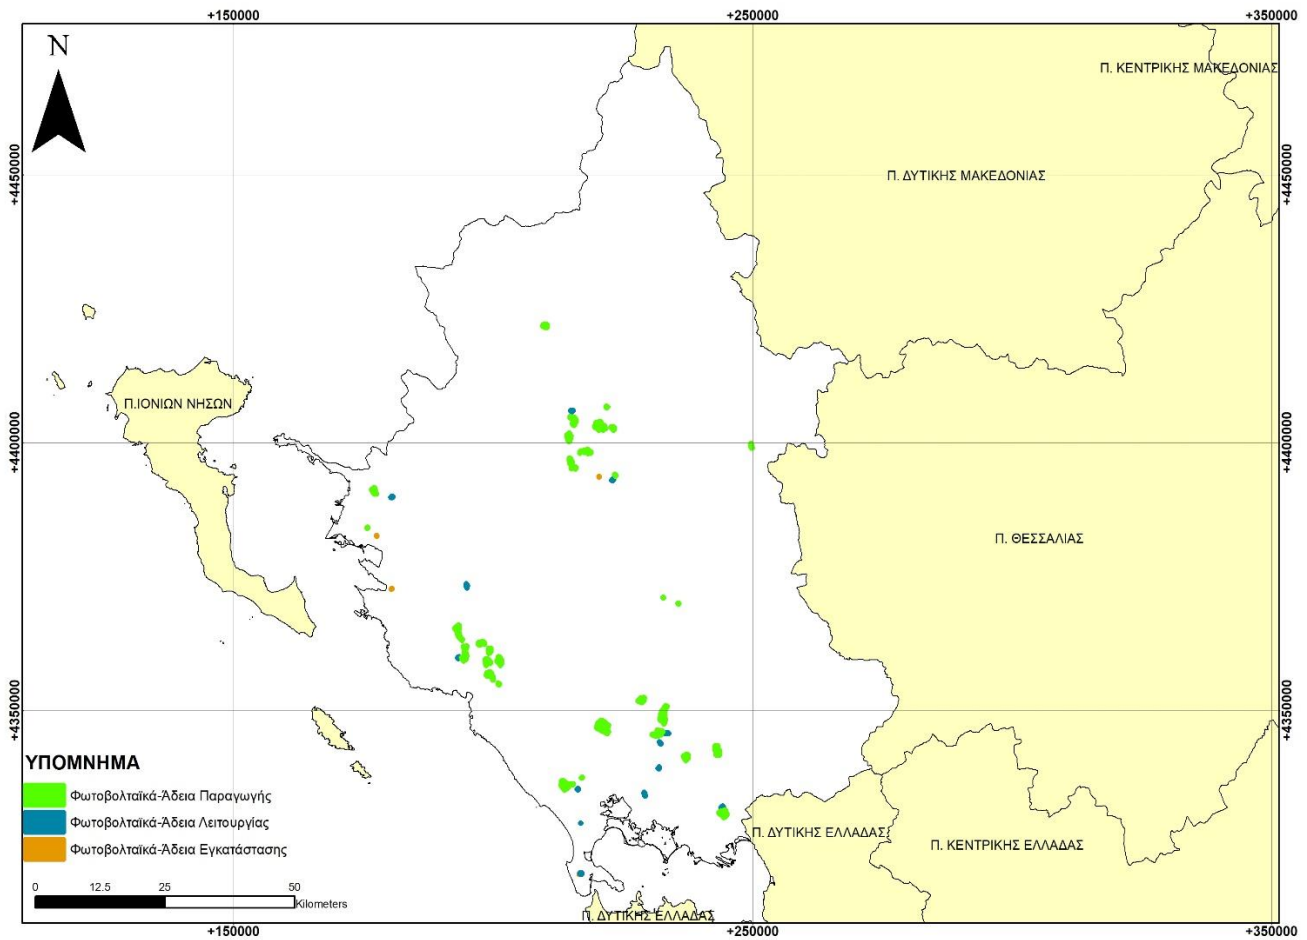 +150000
+250000
+350000
N
Π. ΚΕΝΤΡΙΚΗΣ ΜΑΚΕΔΟΝΙΑΣ
+4450000
+4450000
Π. ΔΥΤΙΚΗΣ ΜΑΚΕΔΟΝΙΑΣ
Π.ΙΟΝΙΩΝ ΝΗΣΩΝ
+4400000
+4400000
Π. ΘΕΣΣΑΛΙΑΣ
+4350000
+4350000
ΥΠΟΜΝΗΜΑ
Φωτοβολταϊκά-Άδεια Παραγωγής
Φωτοβολταϊκά-Άδεια Λειτουργίας
Φωτοβολταϊκά-Άδεια Εγκατάστασης
Π. ΔΥΤΙΚΗΣ ΕΛΛΑΔΑΣ
Π. ΚΕΝΤΡΙΚΗΣ ΕΛΛΑΔΑΣ
0 12.5 25 50
Kilometers
Π. ΔΥΤΙΚΗΣ ΕΛΛΑΔΑΣ
+150000
+250000
+350000